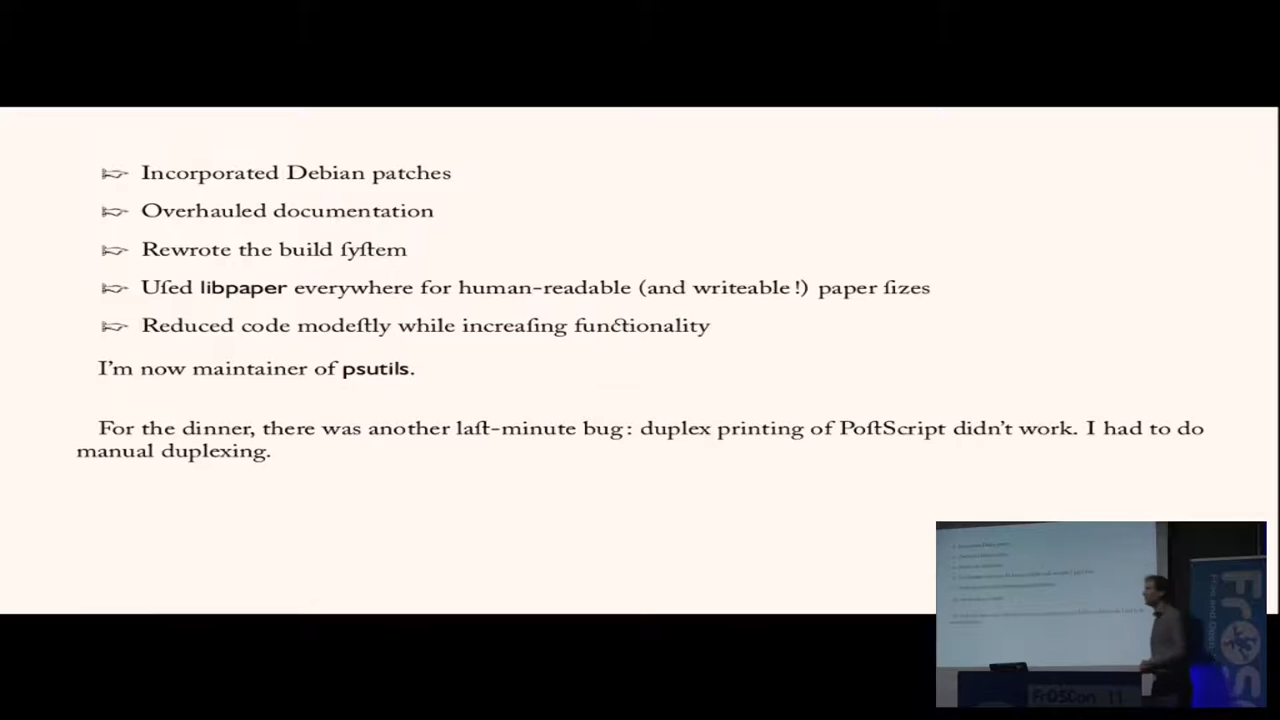 ☞ Incorporated Debian patches
☞ Overhauled documentation
☞ Rewrote the build ſyſtem
☞ Uſed libpaper everywhere for human-readable (and writeable!) paper ſizes
☞ Reduced code modeſtly while increaſing functionality
I'm now maintainer of psutils.
For the dinner, there was another laſt-minute bug: duplex printing of PoſtScript didn't work. I had to do
manual duplexing.
FrOSCon 11
FrOSC